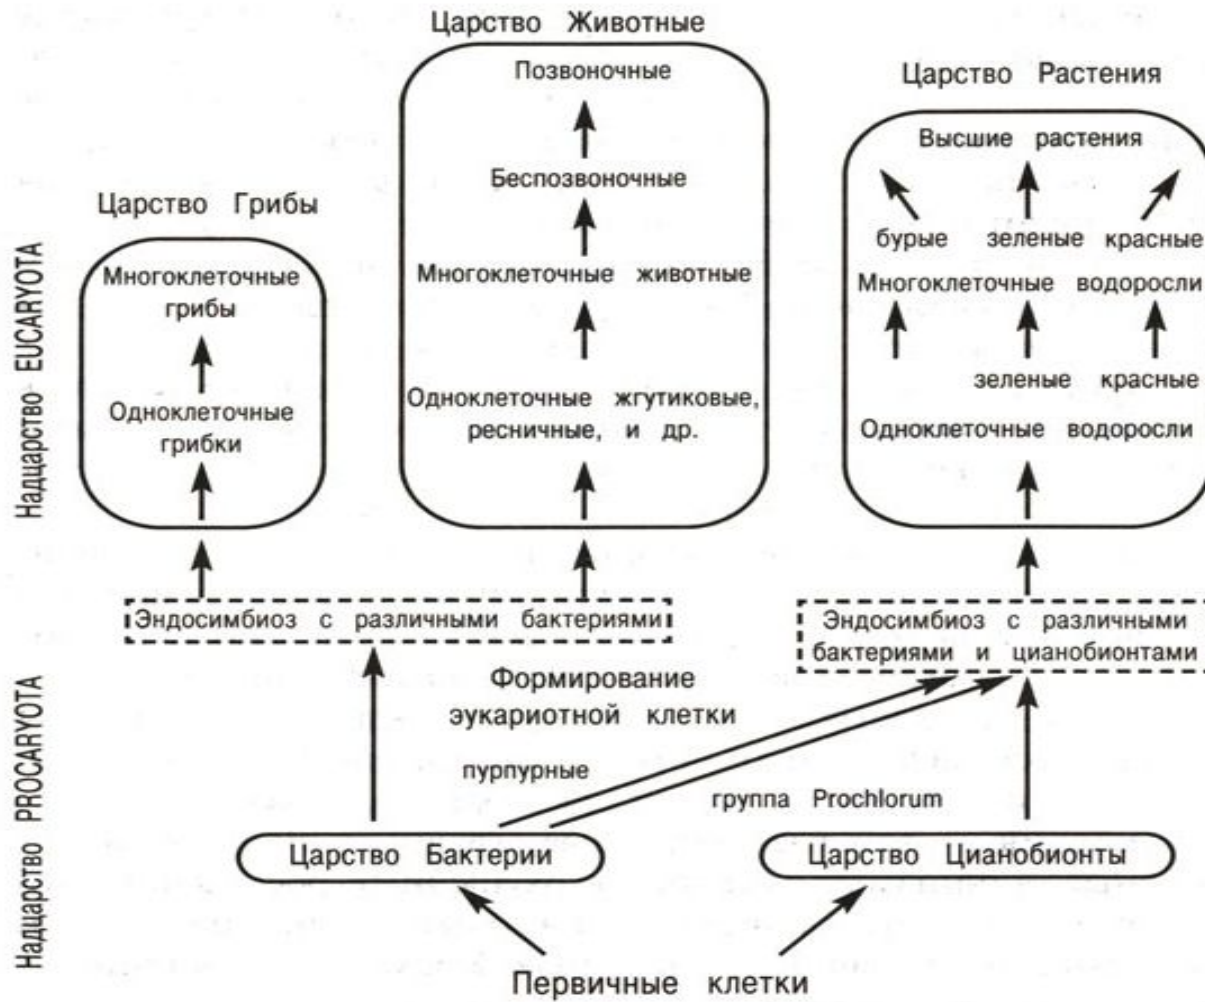 Царство Животные
Позвоночные
Беспозвоночные
Многоклеточные животные
Одноклеточные жгутиковые,
ресничные, и др.
Царство Растения
Высшие растения
бурые зеленые красные
Многоклеточные водоросли
зеленые красные
Одноклеточные водоросли
Царство Грибы
Многоклеточные
грибы
Одноклеточные
грибки
Надцарство EUCARYOTA
Эндосимбиоз с различными бактериями
Эндосимбиоз с различными
бактериями и цианобионтами
Формирование
эукариотной клетки
пурпурные
группа Prochlorum
Надцарство PROCARYOTA
Царство Бактерии
Царство Цианобионты
Первичные клетки